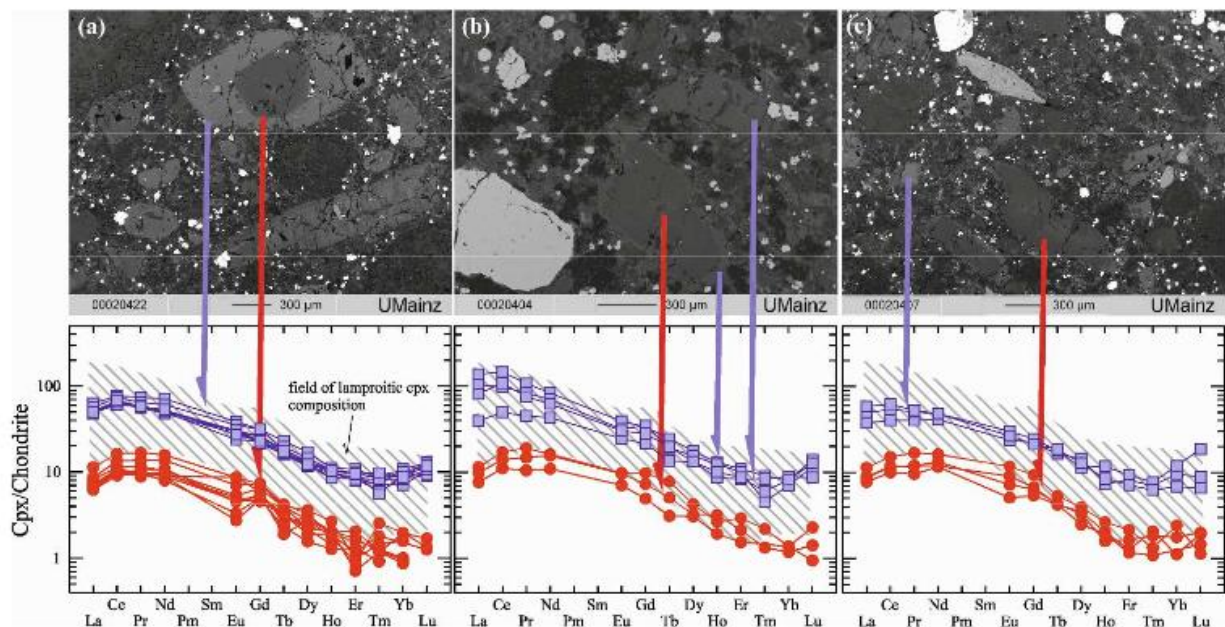 (a)
(b)
(c)
00020422 300 µm UMainz
00020404 300 µm UMainz
300 µm UMainz
Cpx/Chondrite
100
10
1
field of lamproitic cpx
composition
Ce Nd Sm Gd Dy Er Yb
La Pr Pm Eu Tb Ho Tm Lu
Ce Nd Sm Gd Dy Er Yb
La Pr Pm Eu Tb Ho Tm Lu
Ce Nd Sm Gd Dy Er Yb
La Pr Pm Eu Tb Ho Tm Lu